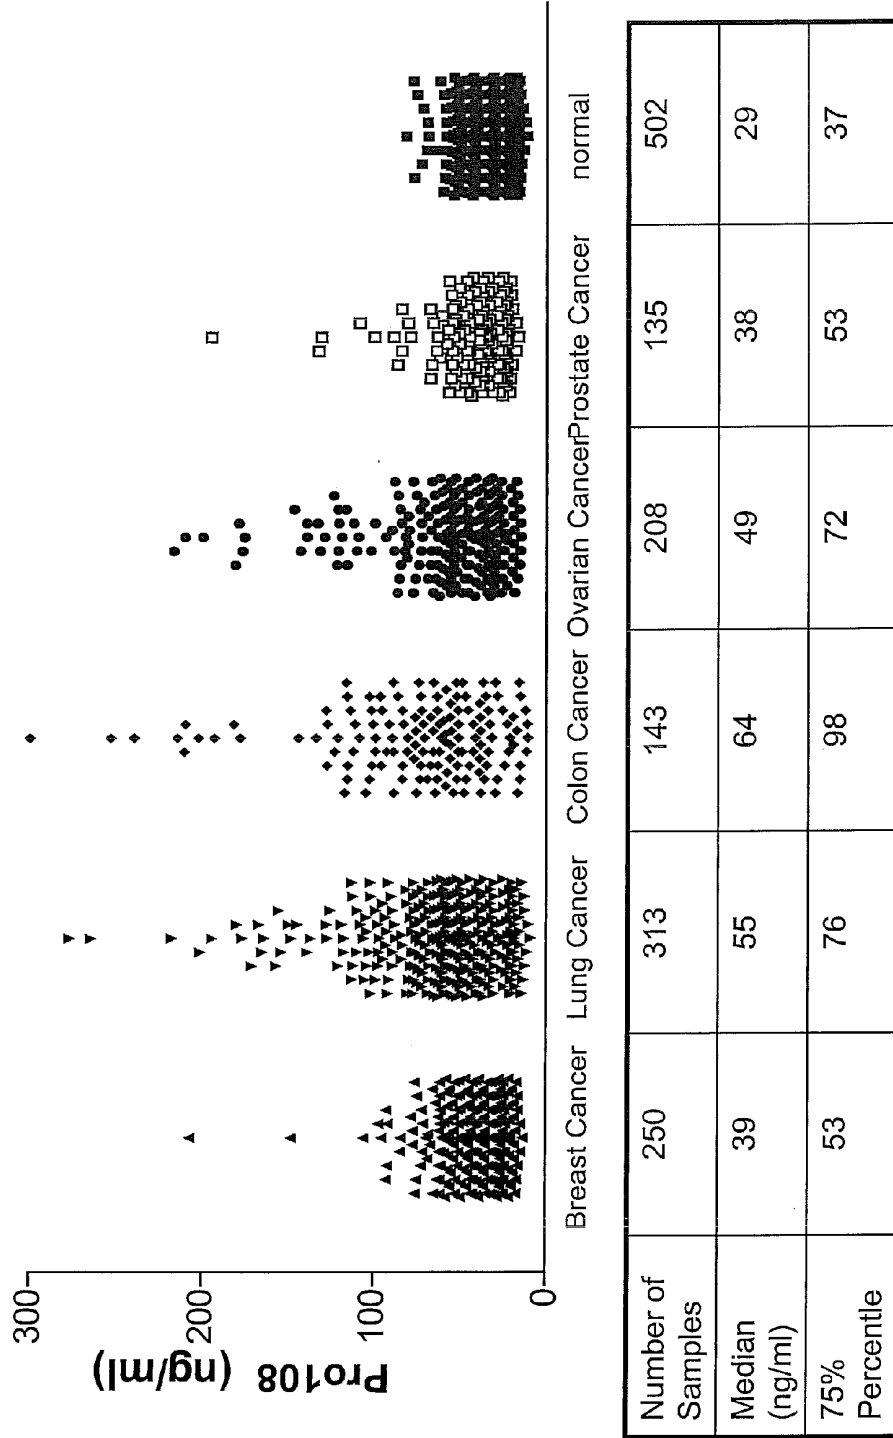 300
200
100
0
Pro108 (ng/ml)
Breast Cancer Lung Cancer Colon Cancer Ovarian CancerProstate Cancer normal
Number of Samples 250 313 143 208 135 502
Median (ng/ml) 39 55 64 49 38 29
75% Percentile 53 76 98 72 53 37